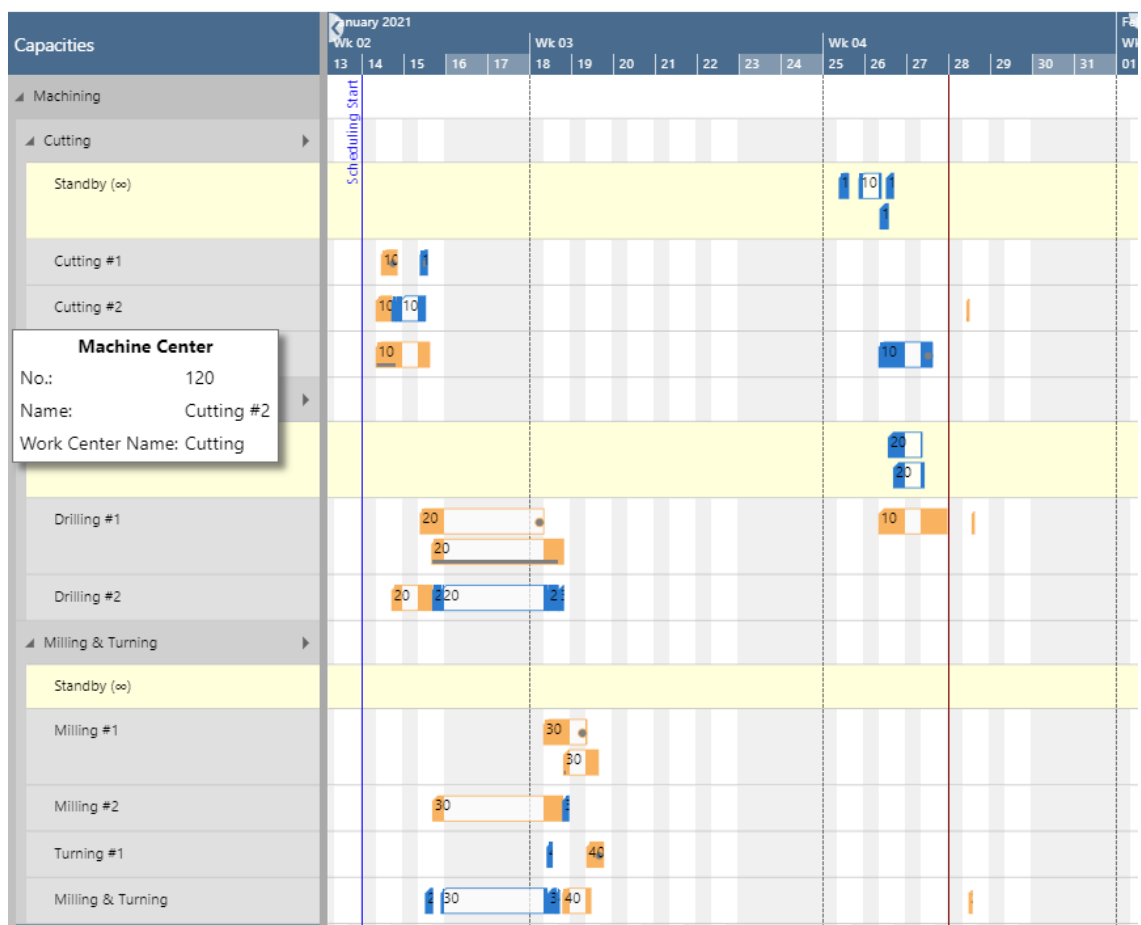 January 2021
Fe
Capacities
Wk 02 Wk 03 Wk 04
13 14 15 16 17 18 19 20 21 22 23 24 25 26 27 28 29 30 31 01
Scheduling Start
Machining
Cutting
Standby (∞)
10
Cutting #1
10
Cutting #2
10 10
Machine Center
No.: 120
Name: Cutting #2
Work Center Name: Cutting
10 10
20
20
Drilling #1
20 10
20
Drilling #2
20 20
Milling & Turning
Standby (∞)
Milling #1
30
30
Milling #2
30
Turning #1
40
Milling & Turning
30 40